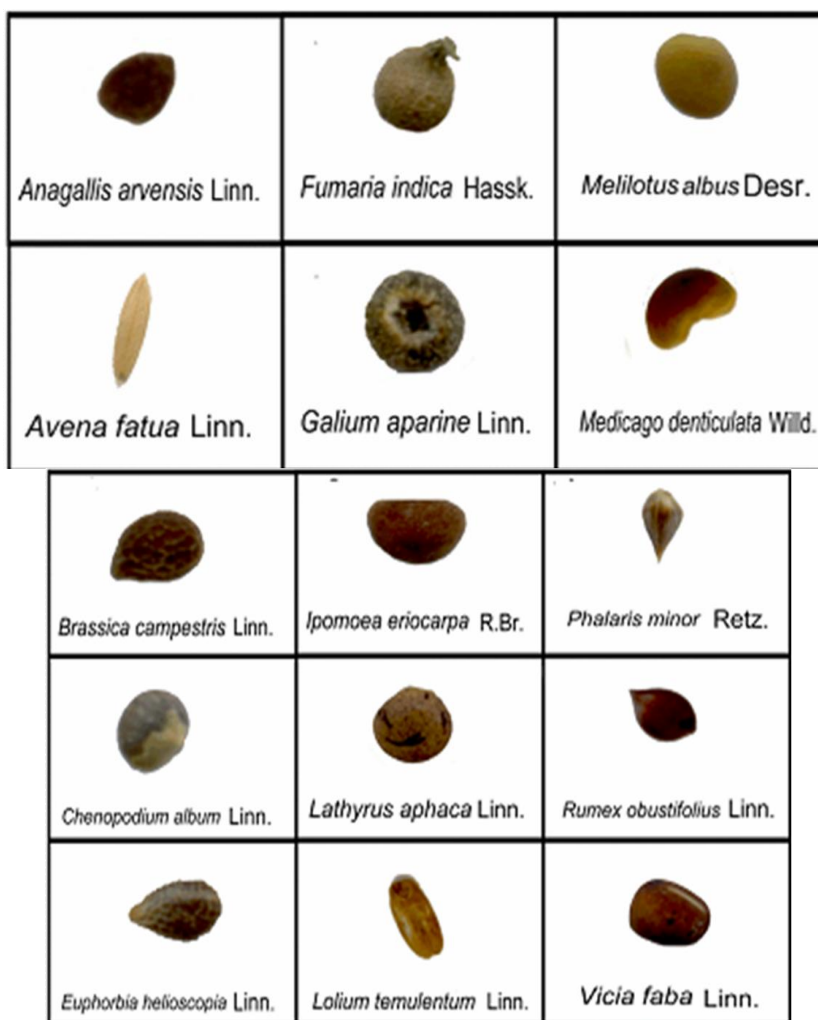 Anagallis arvensis Linn.
Fumaria indica Hassk.
Melilotus albus Desr.
Avena fatua Linn.
Galium aparine Linn.
Medicago denticulata Willd.
Brassica campestris Linn.
Ipomoea eriocarpa R.Br.
Phalaris minor Retz.
Chenopodium album Linn.
Lathyrus aphaca Linn.
Rumex obustifolius Linn.
Euphorbia helioscopia Linn.
Lolium temulentum Linn.
Vicia faba Linn.